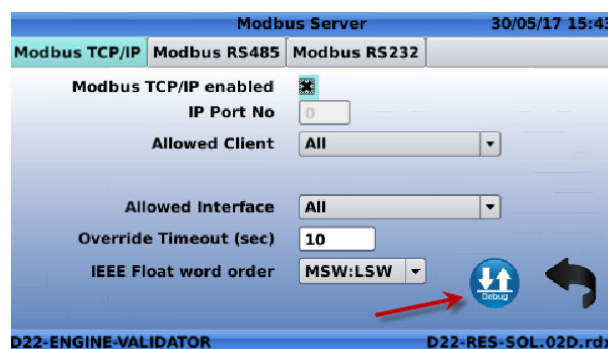 Modbus Server 30/05/17 15:43
Modbus TCP/IP Modbus RS485 Modbus RS232
Modbus TCP/IP enabled
IP Port No 0
Allowed Client All
Allowed Interface All
Override Timeout (sec) 10
IEEE Float word order MSW:LSW
Debug
D22-ENGINE-VALIDATOR D22-RES-SOL.02D.rdx